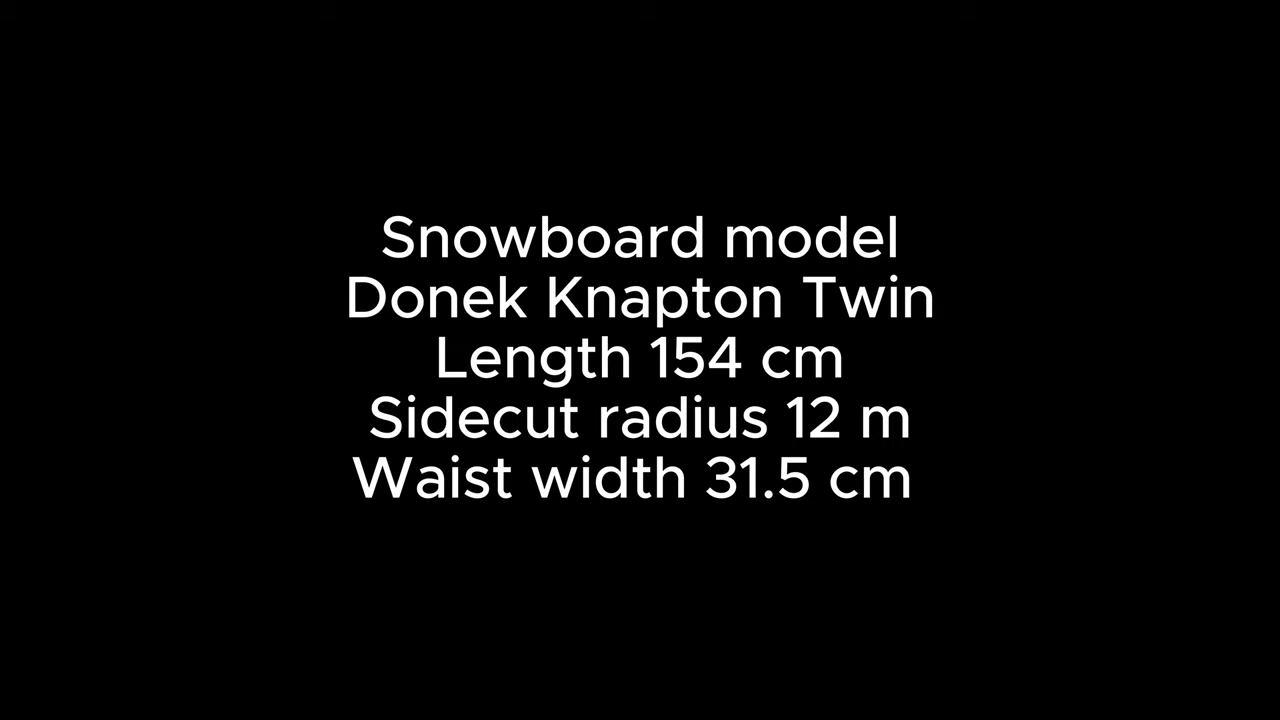 Snowboard model
Donek Knapton Twin
Length 154 cm
Sidecut radius 12 m
Waist width 31.5 cm